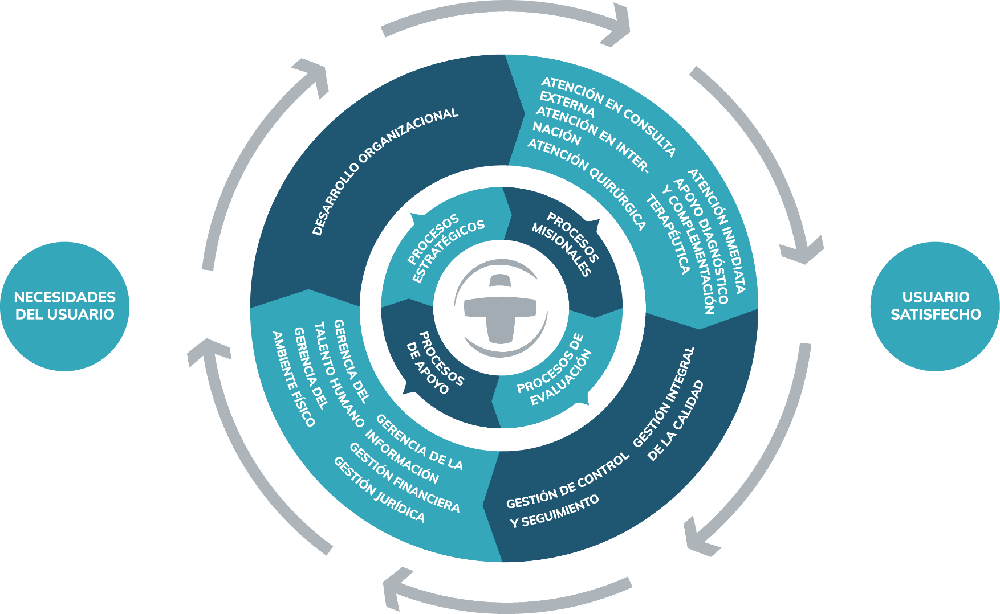 NECESIDADES
DEL USUARIO
DESARROLLO ORGANIZACIONAL
ATENCIÓN EN CONSULTA
EXTERNA
ATENCIÓN EN INTER-
NACIÓN
ATENCIÓN QUIRÚRGICA
ATENCIÓN INMEDIATA
APOYO DIAGNÓSTICO
Y COMPLEMENTACIÓN
TERAPÉUTICA
PROCESOS
ESTRATÉGICOS
PROCESOS
MISIONALES
PROCESOS
DE APOYO
PROCESOS DE
EVALUACIÓN
GERENCIA DEL
TALENTO HUMANO
GERENCIA DEL
AMBIENTE FÍSICO
GERENCIA DE LA
INFORMACIÓN
GESTIÓN FINANCIERA
GESTIÓN JURÍDICA
GESTIÓN INTEGRAL
DE LA CALIDAD
GESTIÓN DE CONTROL
Y SEGUIMIENTO
USUARIO
SATISFECHO